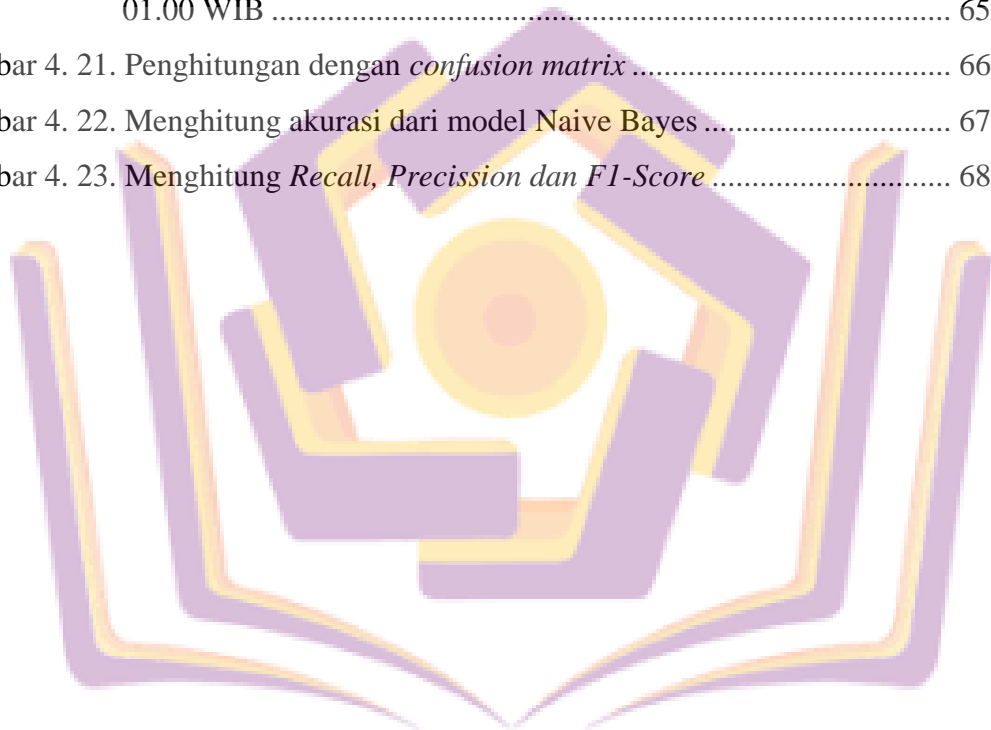 01.00 WIB ........................................................................................ 65
bar 4. 21. Penghitungan dengan confusion matrix ......................................... 66
bar 4. 22. Menghitung akurasi dari model Naive Bayes ................................ 67
bar 4. 23. Menghitung Recall, Precission dan F1-Score ............................... 68